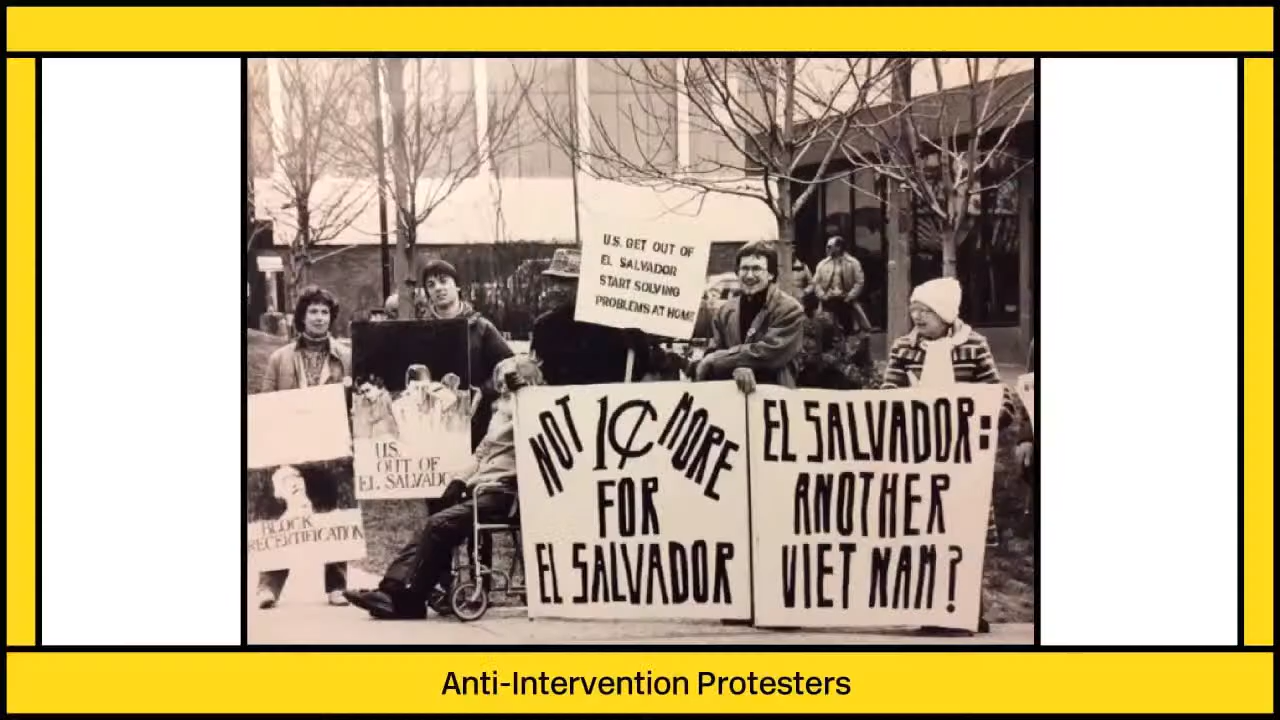 U.S. GET OUT OF
EL SALVADOR
START SOLVING
PROBLEMS AT HOME
U.S.
OUT OF
EL SALVADO
BLOCK
RECERTIFICATION
NOT 1¢ MORE
FOR
EL SALVADOR
EL SALVADOR:
ANOTHER
VIET NAM?
Anti-Intervention Protesters